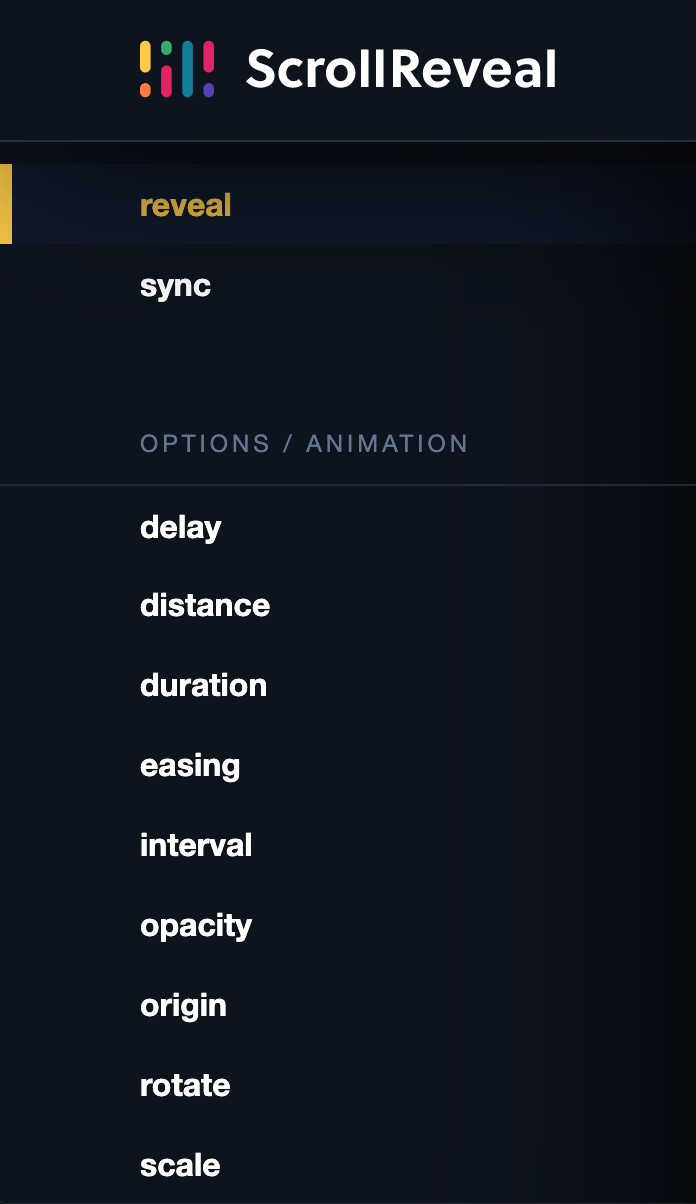 ScrollReveal
reveal
sync
OPTIONS / ANIMATION
delay
distance
duration
easing
interval
opacity
origin
rotate
scale